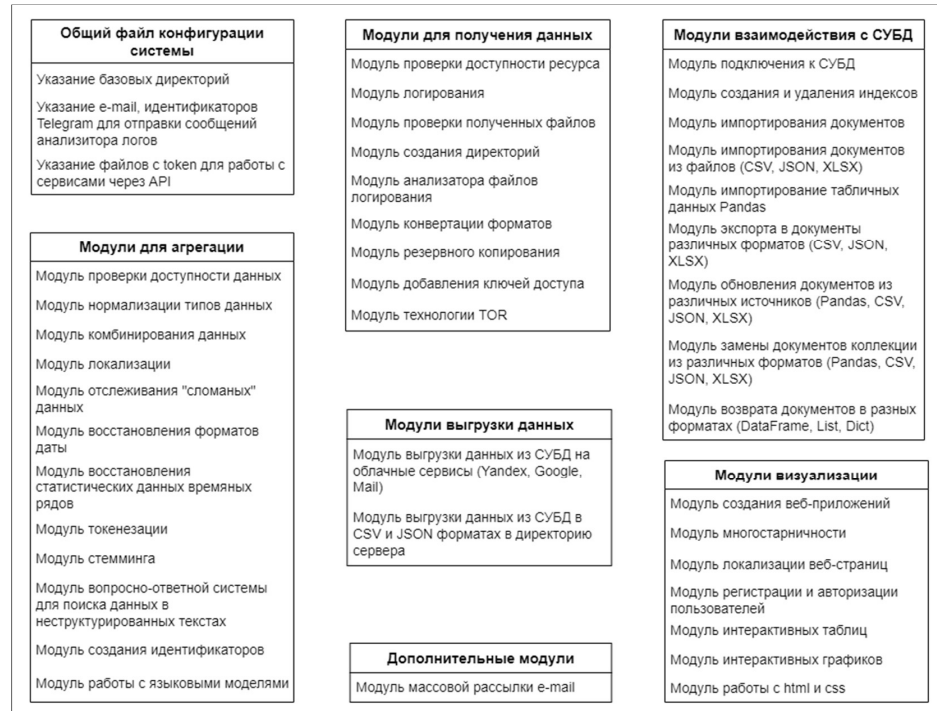 Общий файл конфигурации
системы
Указание базовых директорий
Указание e-mail, идентификаторов
Telegram для отправки сообщений
анализитора логов
Указание файлов с token для работы с
сервисами через API
Модули для агрегации
Модуль проверки доступности данных
Модуль нормализации типов данных
Модуль комбинирования данных
Модуль локализации
Модуль отслеживания "сломаных"
данных
Модуль восстановления форматов
даты
Модуль восстановления
статистических данных времяных
рядов
Модуль токенезации
Модуль стемминга
Модуль вопросно-ответной системы
для поиска данных в
неструктурированных текстах
Модуль создания идентификаторов
Модуль работы с языковыми моделями
Модули для получения данных
Модуль проверки доступности ресурса
Модуль логирования
Модуль проверки полученных файлов
Модуль создания директорий
Модуль анализатора файлов
логирования
Модуль конвертации форматов
Модуль резервного копирования
Модуль добавления ключей доступа
Модуль технологии TOR
Модули выгрузки данных
Модуль выгрузки данных из СУБД на
облачные сервисы (Yandex, Google,
Mail)
Модуль выгрузки данных из СУБД в
CSV и JSON форматах в директорию
сервера
Дополнительные модули
Модуль массовой рассылки e-mail
Модули взаимодействия с СУБД
Модуль подключения к СУБД
Модуль создания и удаления индексов
Модуль импортирования документов
Модуль импортирования документов
из файлов (CSV, JSON, XLSX)
Модуль импортирование табличных
данных Pandas
Модуль экспорта в документы
различных форматов (CSV, JSON,
XLSX)
Модуль обновления документов из
различных источников (Pandas, CSV,
JSON, XLSX)
Модуль замены документов коллекции
из различных форматов (Pandas, CSV,
JSON, XLSX)
Модуль возврата документов в разных
форматах (DataFrame, List, Dict)
Модули визуализации
Модуль создания веб-приложений
Модуль многостарничности
Модуль локализации веб-страниц
Модуль регистрации и авторизации
пользователей
Модуль интерактивных таблиц
Модуль интерактивных графиков
Модуль работы с html и css